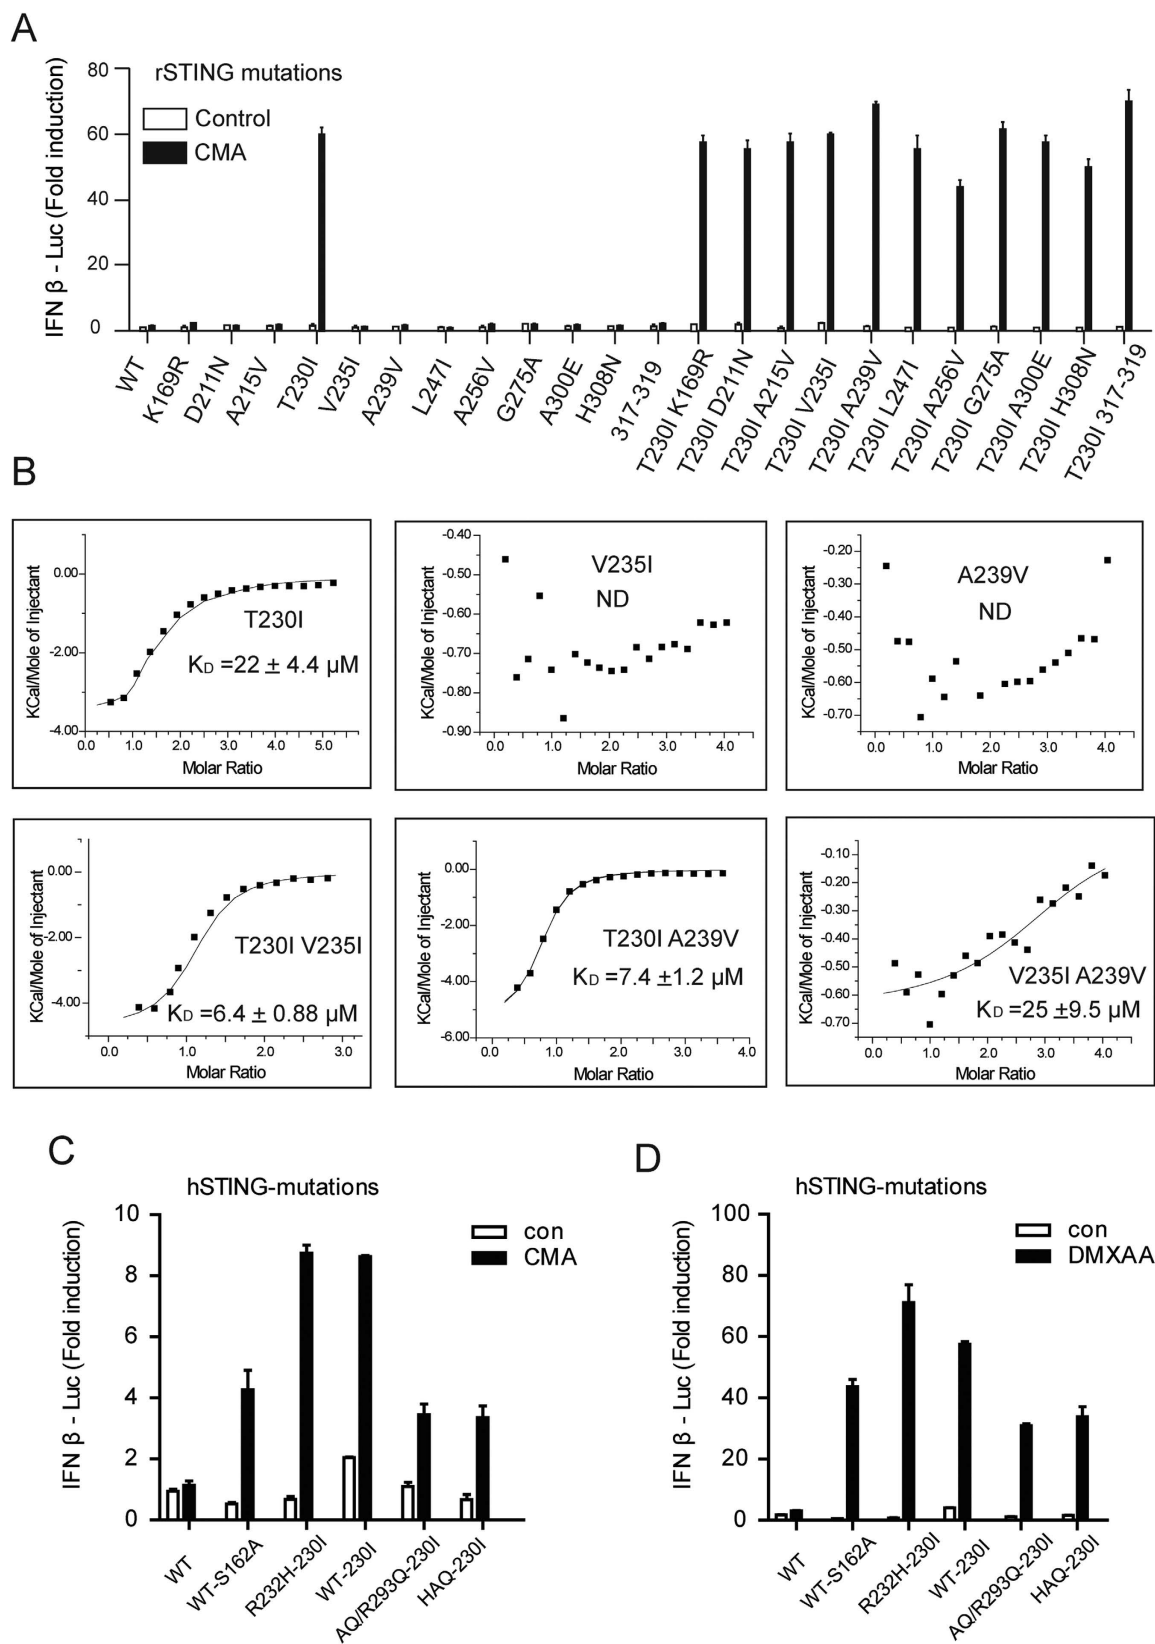 A
rSTING mutations
Control
CMA
IFN β - Luc (Fold induction)
80
60
40
20
0
WT
K169R
D211N
A215V
T230I
V235I
A239V
L247I
A256V
G275A
A300E
H308N
317-319
T230I K169R
T230I D211N
T230I A215V
T230I V235I
T230I A239V
T230I L247I
T230I A256V
T230I G275A
T230I A300E
T230I H308N
T230I 317-319
B
KCal/Mole of Injectant
0.00
-2.00
-4.00
T230I
KD =22 ± 4.4 µM
0.0 1.0 2.0 3.0 4.0 5.0
Molar Ratio
KCal/Mole of Injectant
-0.40
-0.50
-0.60
-0.70
-0.80
-0.90
V235I
ND
0.0 1.0 2.0 3.0 4.0
Molar Ratio
KCal/Mole of Injectant
-0.20
-0.30
-0.40
-0.50
-0.60
-0.70
A239V
ND
0.0 1.0 2.0 3.0 4.0
Molar Ratio
KCal/Mole of Injectant
0.00
-2.00
-4.00
T230I V235I
KD =6.4 ± 0.88 µM
0.0 1.0 2.0 3.0
Molar Ratio
KCal/Mole of Injectant
0.00
-2.00
-4.00
-6.00
T230I A239V
KD =7.4 ±1.2 µM
0.0 1.0 2.0 3.0 4.0
Molar Ratio
KCal/Mole of Injectant
-0.10
-0.20
-0.30
-0.40
-0.50
-0.60
-0.70
V235I A239V
KD =25 ±9.5 µM
0.0 1.0 2.0 3.0 4.0
Molar Ratio
C
hSTING-mutations
con
CMA
IFN β - Luc (Fold induction)
10
8
6
4
2
0
WT
WT-S162A
R232H-230I
WT-230I
AQ/R293Q-230I
HAQ-230I
D
hSTING-mutations
con
DMXAA
IFN β - Luc (Fold induction)
100
80
60
40
20
0
WT
WT-S162A
R232H-230I
WT-230I
AQ/R293Q-230I
HAQ-230I